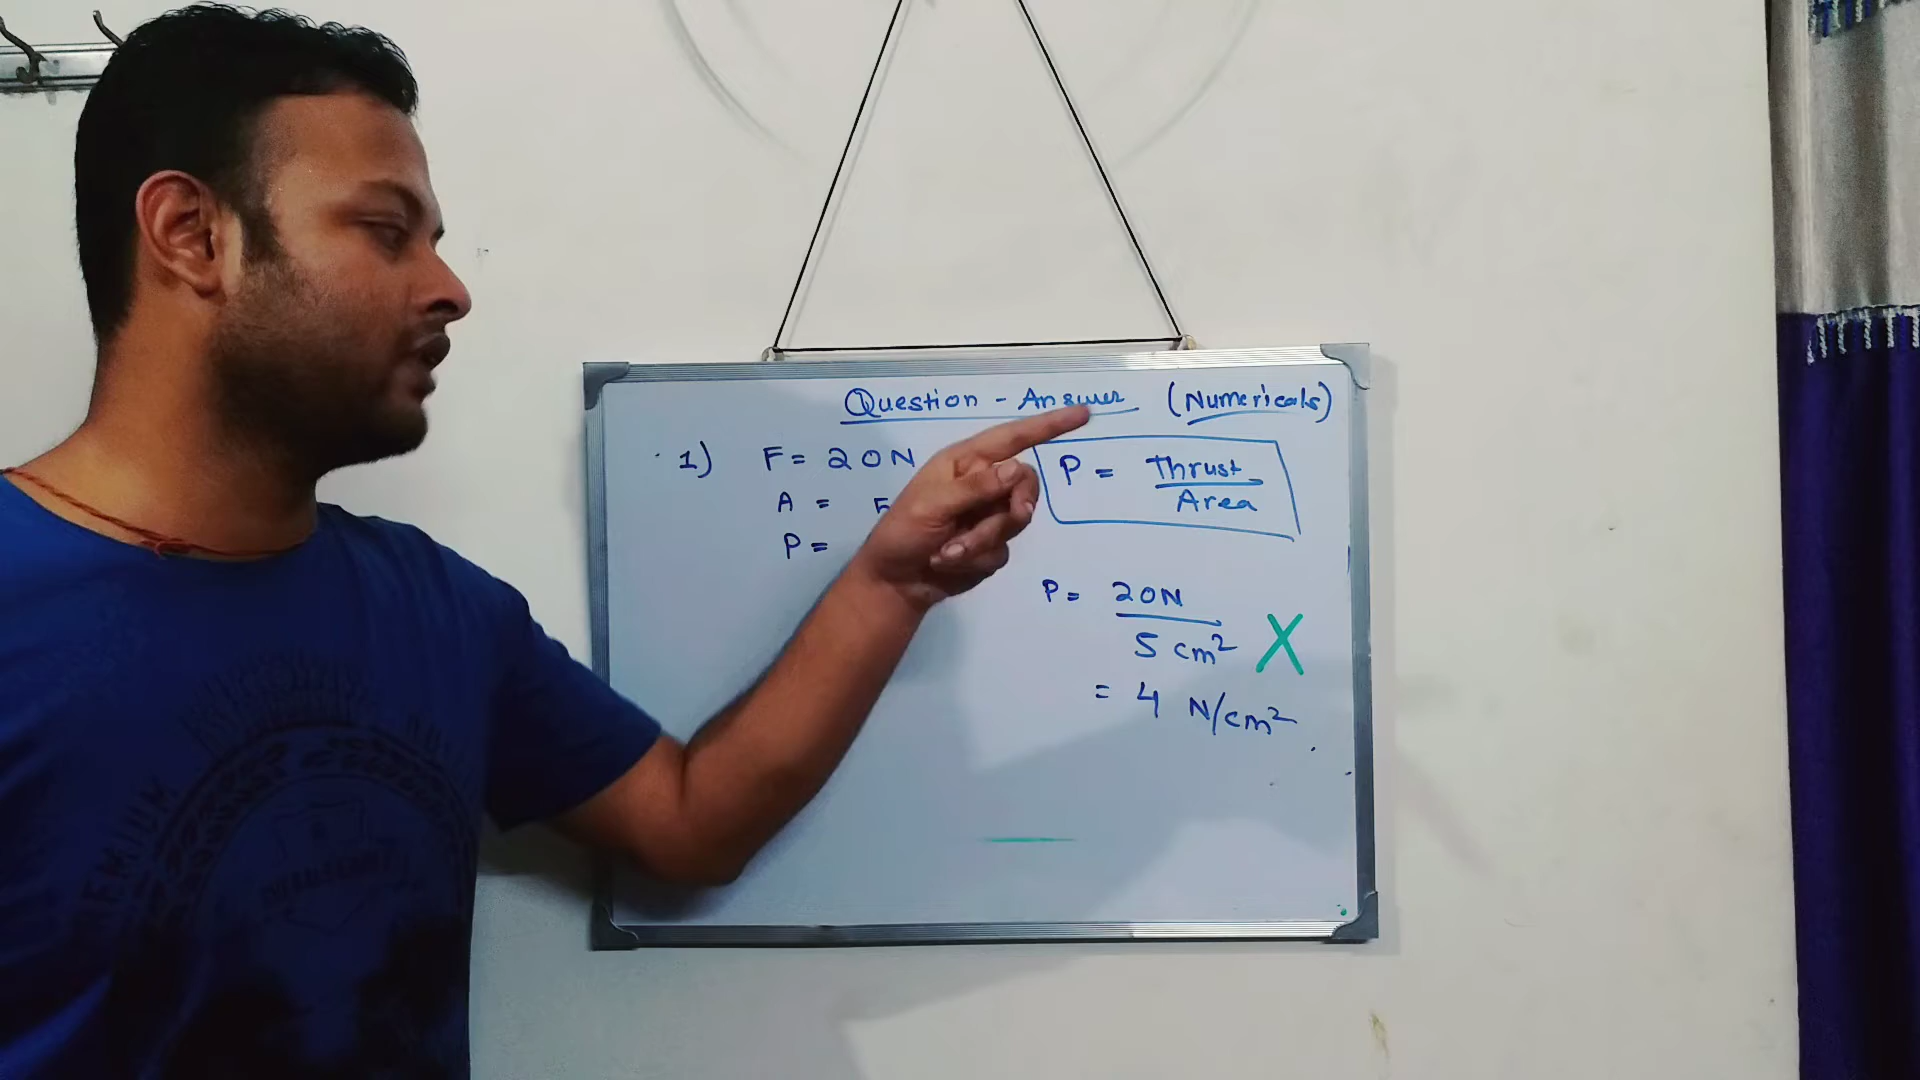 Question - Answer (Numericals)
1) F = 20N
A =
P =
P = Thrust
Area
P = 20N
5 cm²
X
= 4 N/cm²